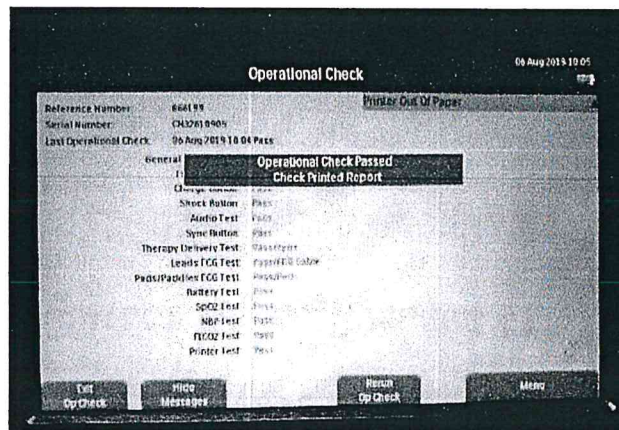 06 Aug 2019 10:05
Operational Check
Printer Out Of Paper
Reference Number:
Serial Number: CN32610905
Last Operational Check: 06 Aug 2019 10:04 Pass
General
Operational Check Passed
Check Printed Report
Charge Button: Pass
Shock Button: Pass
Audio Test: Pass
Sync Button: Pass
Therapy Delivery Test:
Leads ECG Test: Pass/ECG Cable
Pads/Paddles ECG Test: Pass/Pads
Battery Test: Pass
SpO2 Test: Pass
NBP Test: Pass
EtCO2 Test: Pass
Printer Test: Pass
Exit
Op Check
Hide
Messages
Rerun
Op Check
Menu